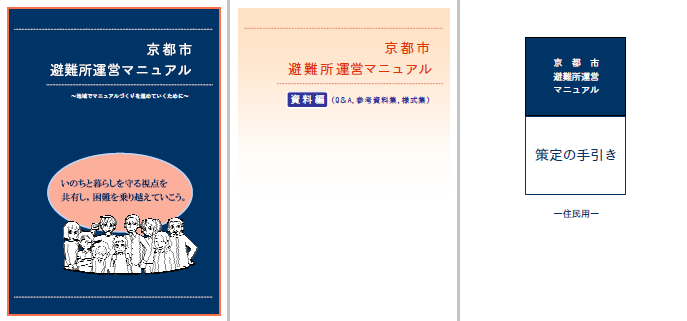 京都市
避難所運営マニュアル
～地域でマニュアルづくりを進めていくために～
いのちと暮らしを守る視点を
共有し，困難を乗り越えていこう。
京都市
避難所運営マニュアル
資料編（Q＆A，参考資料集，様式集）
京　都　市
避難所運営
マニュアル
策定の手引き
ー住民用ー